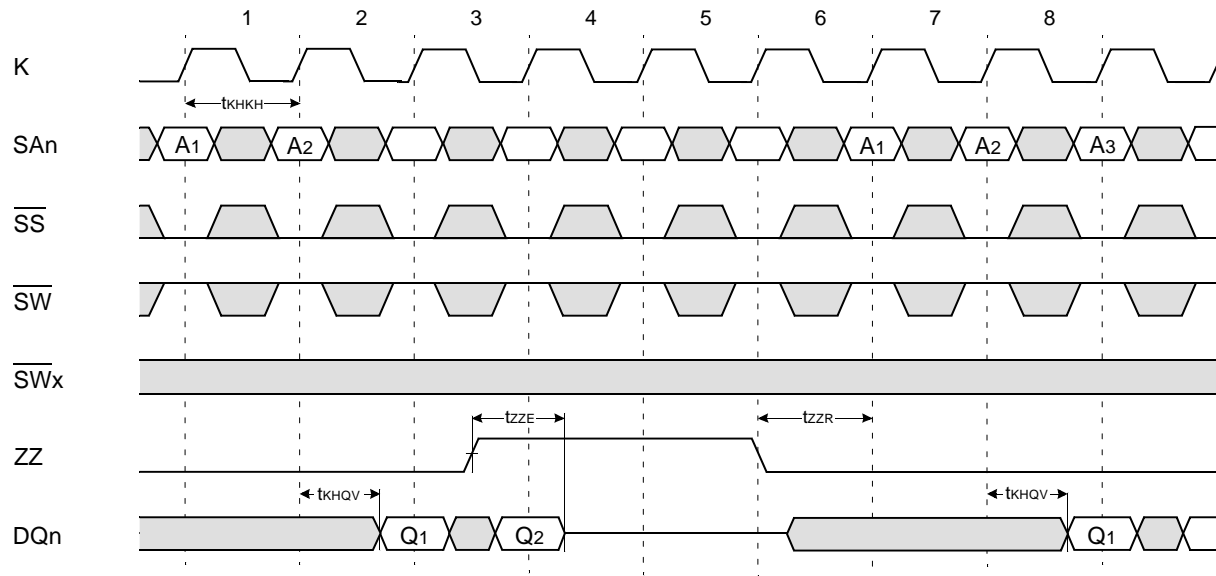 1 2 3 4 5 6 7 8
K
tKHKH
SAn A1 A2 A1 A2 A3
SS
SW
SWx
tZZE tZZR
ZZ
tKHQV tKHQV
DQn Q1 Q2 Q1